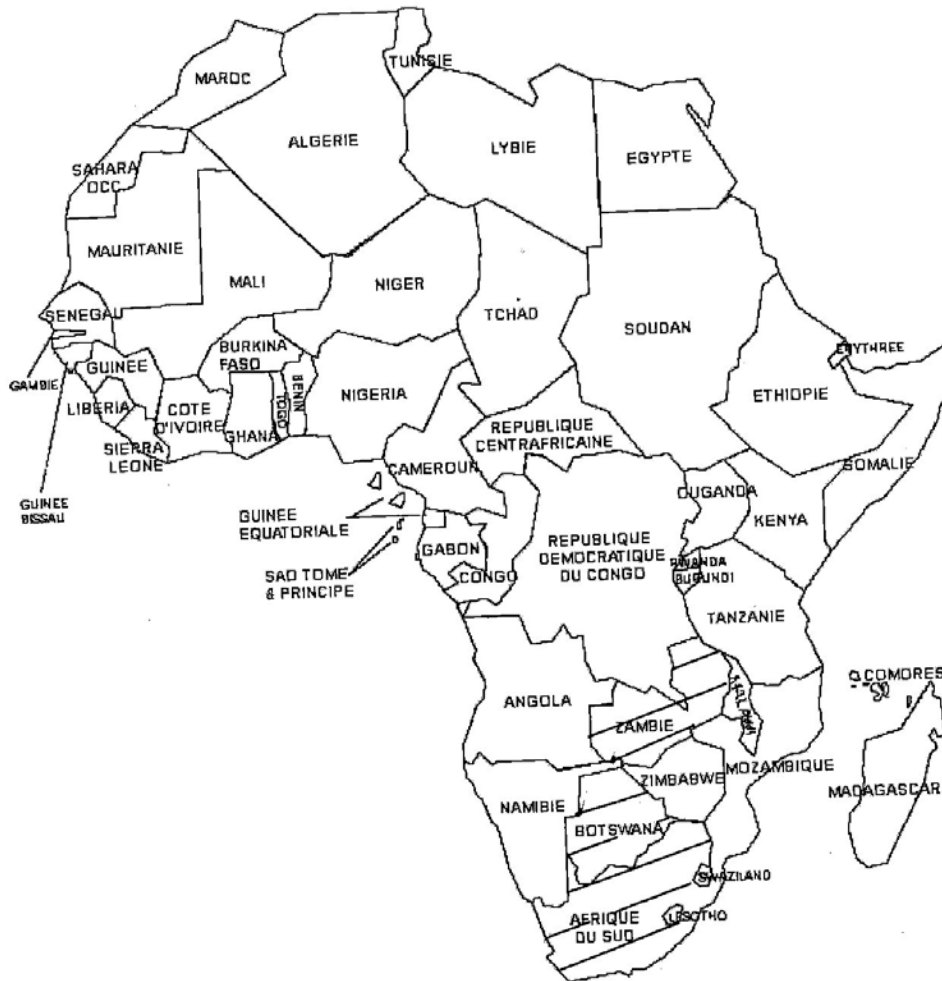 TUNISIE
MAROC
ALGERIE
LYBIE
EGYPTE
SAHARA
OCC
MAURITANIE
MALI
NIGER
TCHAD
SOUDAN
SENEGAL
GAMBIE
GUINEE
BURKINA
FASO
BENIN
TOGO
NIGERIA
ERYTHREE
ETHIOPIE
LIBERIA
COTE
D'IVOIRE
GHANA
SIERRA
LEONE
REPUBLIQUE
CENTRAFRICAINE
CAMEROUN
SOMALIE
GUINEE
BISSAU
GUINEE
EQUATORIALE
OUGANDA
KENYA
GABON
CONGO
REPUBLIQUE
DEMOCRATIQUE
DU CONGO
RWANDA
BURUNDI
SAO TOME
& PRINCIPE
TANZANIE
COMORES
ANGOLA
ZAMBIE
MALAWI
MOZAMBIQUE
ZIMBABWE
MADAGASCAR
NAMIBIE
BOTSWANA
SWAZILAND
AFRIQUE
DU SUD
LESOTHO